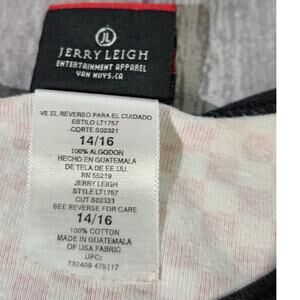 JL
JERRY LEIGH
ENTERTAINMENT APPAREL
VAN NUYS, CA
VE EL REVERSO PARA EL CUIDADO
ESTILO LT1757
CORTE S02321
14/16
100% ALGODON
HECHO EN GUATEMALA
DE TELA DE EE.UU.
RN 55219
JERRY LEIGH
STYLE LT1757
CUT S02321
SEE REVERSE FOR CARE
14/16
100% COTTON
MADE IN GUATEMALA
OF USA FABRIC
UPC:
732409 475117